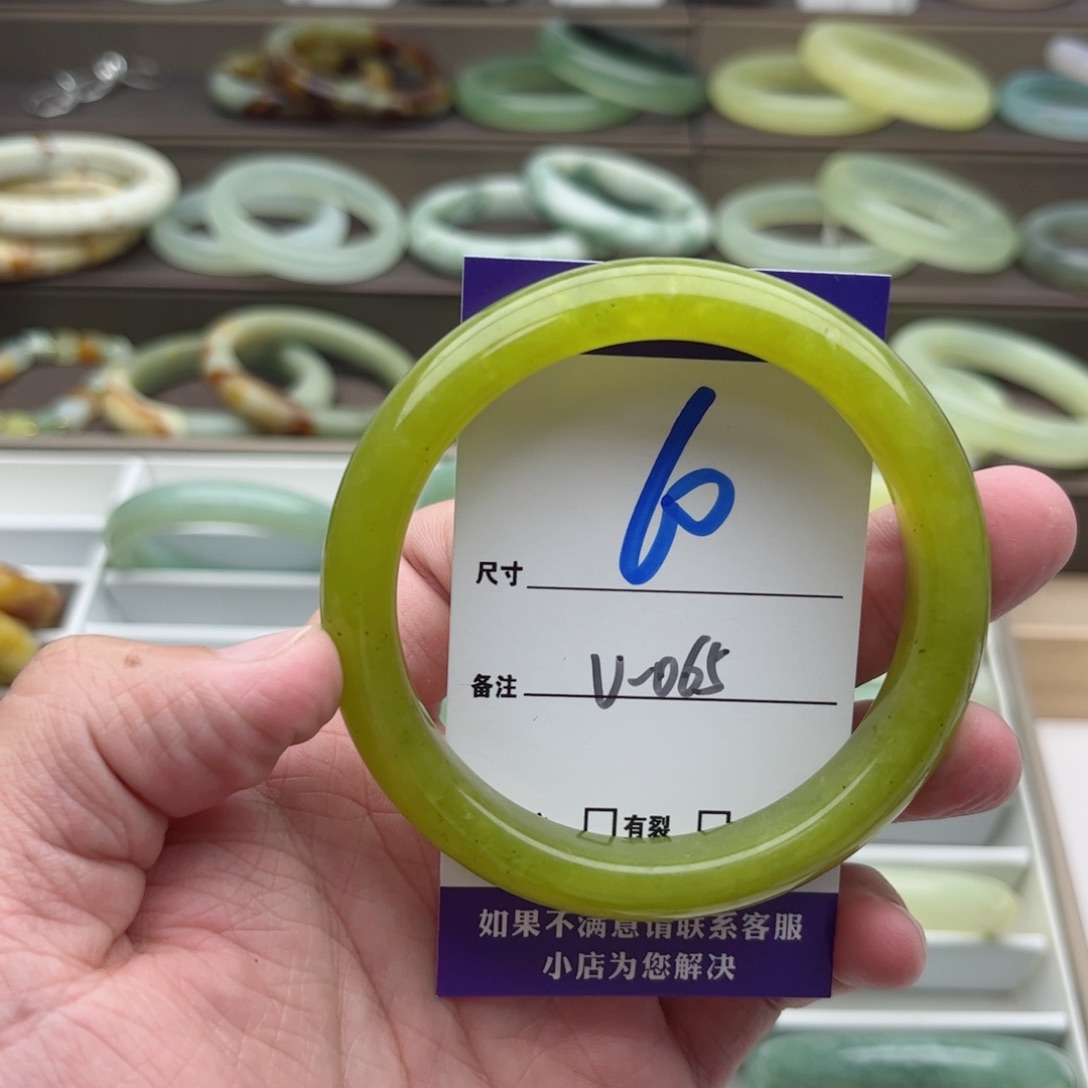 6
尺寸
备注 V-065
有裂
如果不满意请联系客服
小店为您解决